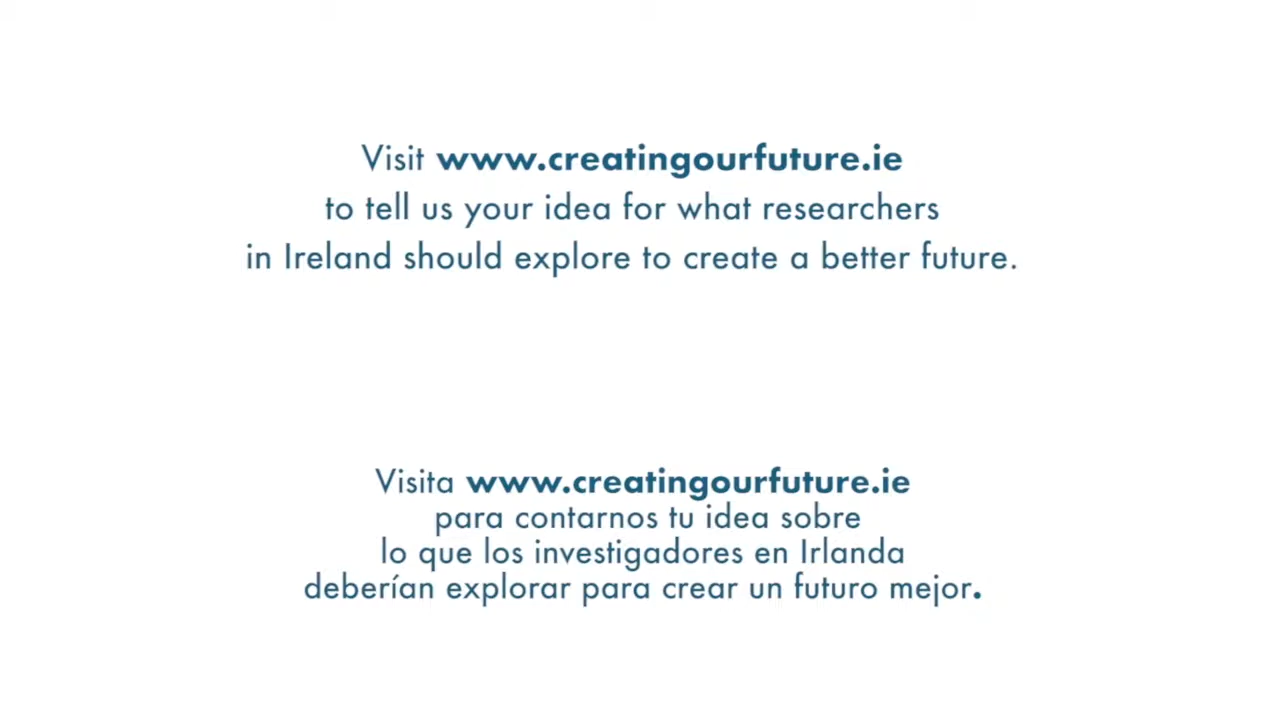 Visit www.creatingourfuture.ie
to tell us your idea for what researchers
in Ireland should explore to create a better future.
Visita www.creatingourfuture.ie
para contarnos tu idea sobre
lo que los investigadores en Irlanda
deberían explorar para crear un futuro mejor.